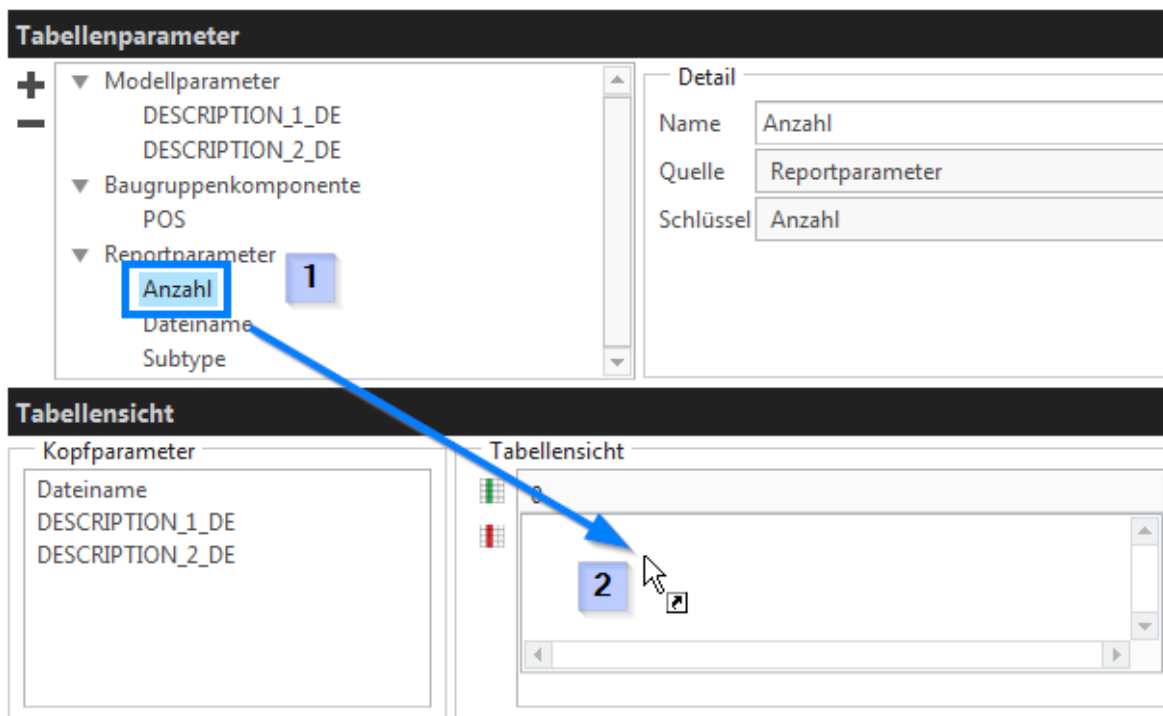 Tabellenparameter
Modellparameter
DESCRIPTION_1_DE
DESCRIPTION_2_DE
Baugruppenkomponente
POS
Reportparameter
Anzahl
1
Dateiname
Subtype
Detail
Name Anzahl
Quelle Reportparameter
Schlüssel Anzahl
Tabellensicht
Kopfparameter
Dateiname
DESCRIPTION_1_DE
DESCRIPTION_2_DE
Tabellensicht
0
2